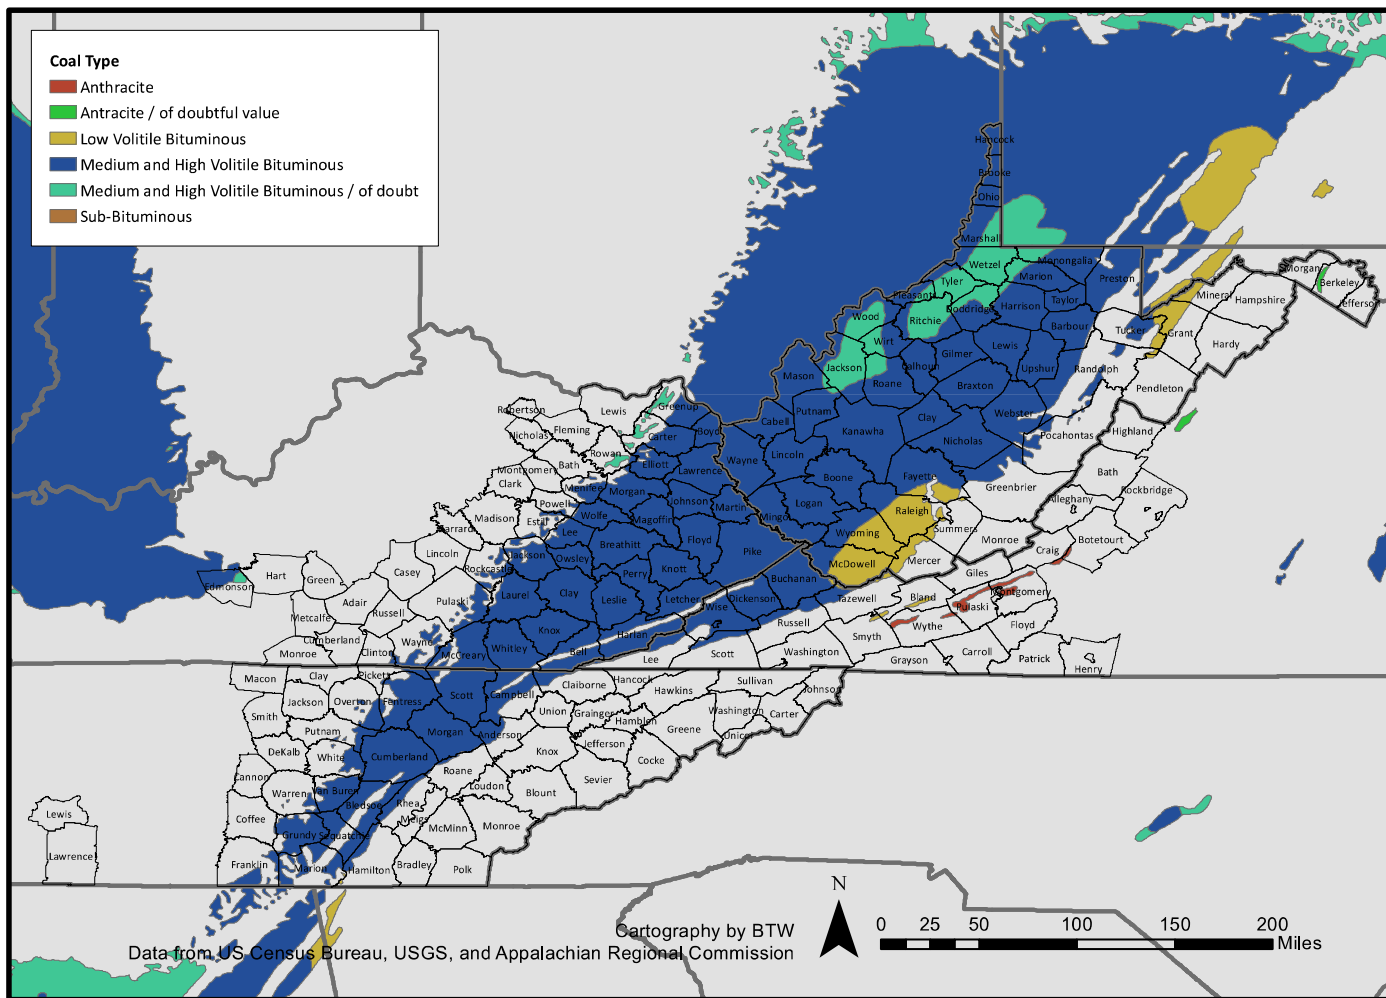 Coal Type
Anthracite
Antracite / of doubtful value
Low Volitile Bituminous
Medium and High Volitile Bituminous
Medium and High Volitile Bituminous / of doubt
Sub-Bituminous
Hancock
Brooke
Ohio
Marshall
Wetzel
Monongalia
Marion
Preston
Morgan
Berkeley
Jefferson
Tyler
Pleasants
Doddridge
Harrison
Taylor
Mineral
Hampshire
Wood
Ritchie
Barbour
Tucker
Grant
Hardy
Wirt
Lewis
Gilmer
Calhoun
Upshur
Randolph
Jackson
Mason
Roane
Braxton
Pendleton
Robertson
Lewis
Greenup
Putnam
Clay
Webster
Cabell
Kanawha
Nicholas
Pocahontas
Highland
Nicholas
Fleming
Carter
Boyd
Rowan
Bath
Montgomery
Elliott
Lawrence
Wayne
Lincoln
Boone
Fayette
Greenbrier
Bath
Rockbridge
Alleghany
Clark
Menifee
Morgan
Johnson
Martin
Mingo
Logan
Raleigh
Summers
Powell
Wolfe
Magoffin
Madison
Estill
Garrard
Lee
Floyd
Pike
Wyoming
Monroe
Craig
Botetourt
Lincoln
Jackson
Owsley
Breathitt
Knott
McDowell
Mercer
Giles
Casey
Rockcastle
Perry
Buchanan
Edmonson
Hart
Green
Adair
Russell
Pulaski
Laurel
Clay
Leslie
Letcher
Wise
Dickenson
Tazewell
Bland
Pulaski
Montgomery
Metcalfe
Cumberland
Wayne
Knox
Harlan
Russell
Smyth
Wythe
Floyd
Monroe
Clinton
McCreary
Whitley
Bell
Lee
Scott
Washington
Grayson
Carroll
Patrick
Henry
Macon
Clay
Pickett
Scott
Campbell
Claiborne
Hancock
Hawkins
Sullivan
Johnson
Jackson
Overton
Fentress
Union
Grainger
Hamblen
Washington
Carter
Smith
Putnam
Morgan
Anderson
Greene
Unicoi
DeKalb
White
Cumberland
Knox
Jefferson
Cocke
Cannon
Roane
Sevier
Warren
Van Buren
Bledsoe
Rhea
Loudon
Blount
Lewis
Coffee
Meigs
McMinn
Monroe
Grundy
Sequatchie
Lawrence
Franklin
Marion
Hamilton
Bradley
Polk
N
0 25 50 100 150 200
Miles
Cartography by BTW
Data from US Census Bureau, USGS, and Appalachian Regional Commission